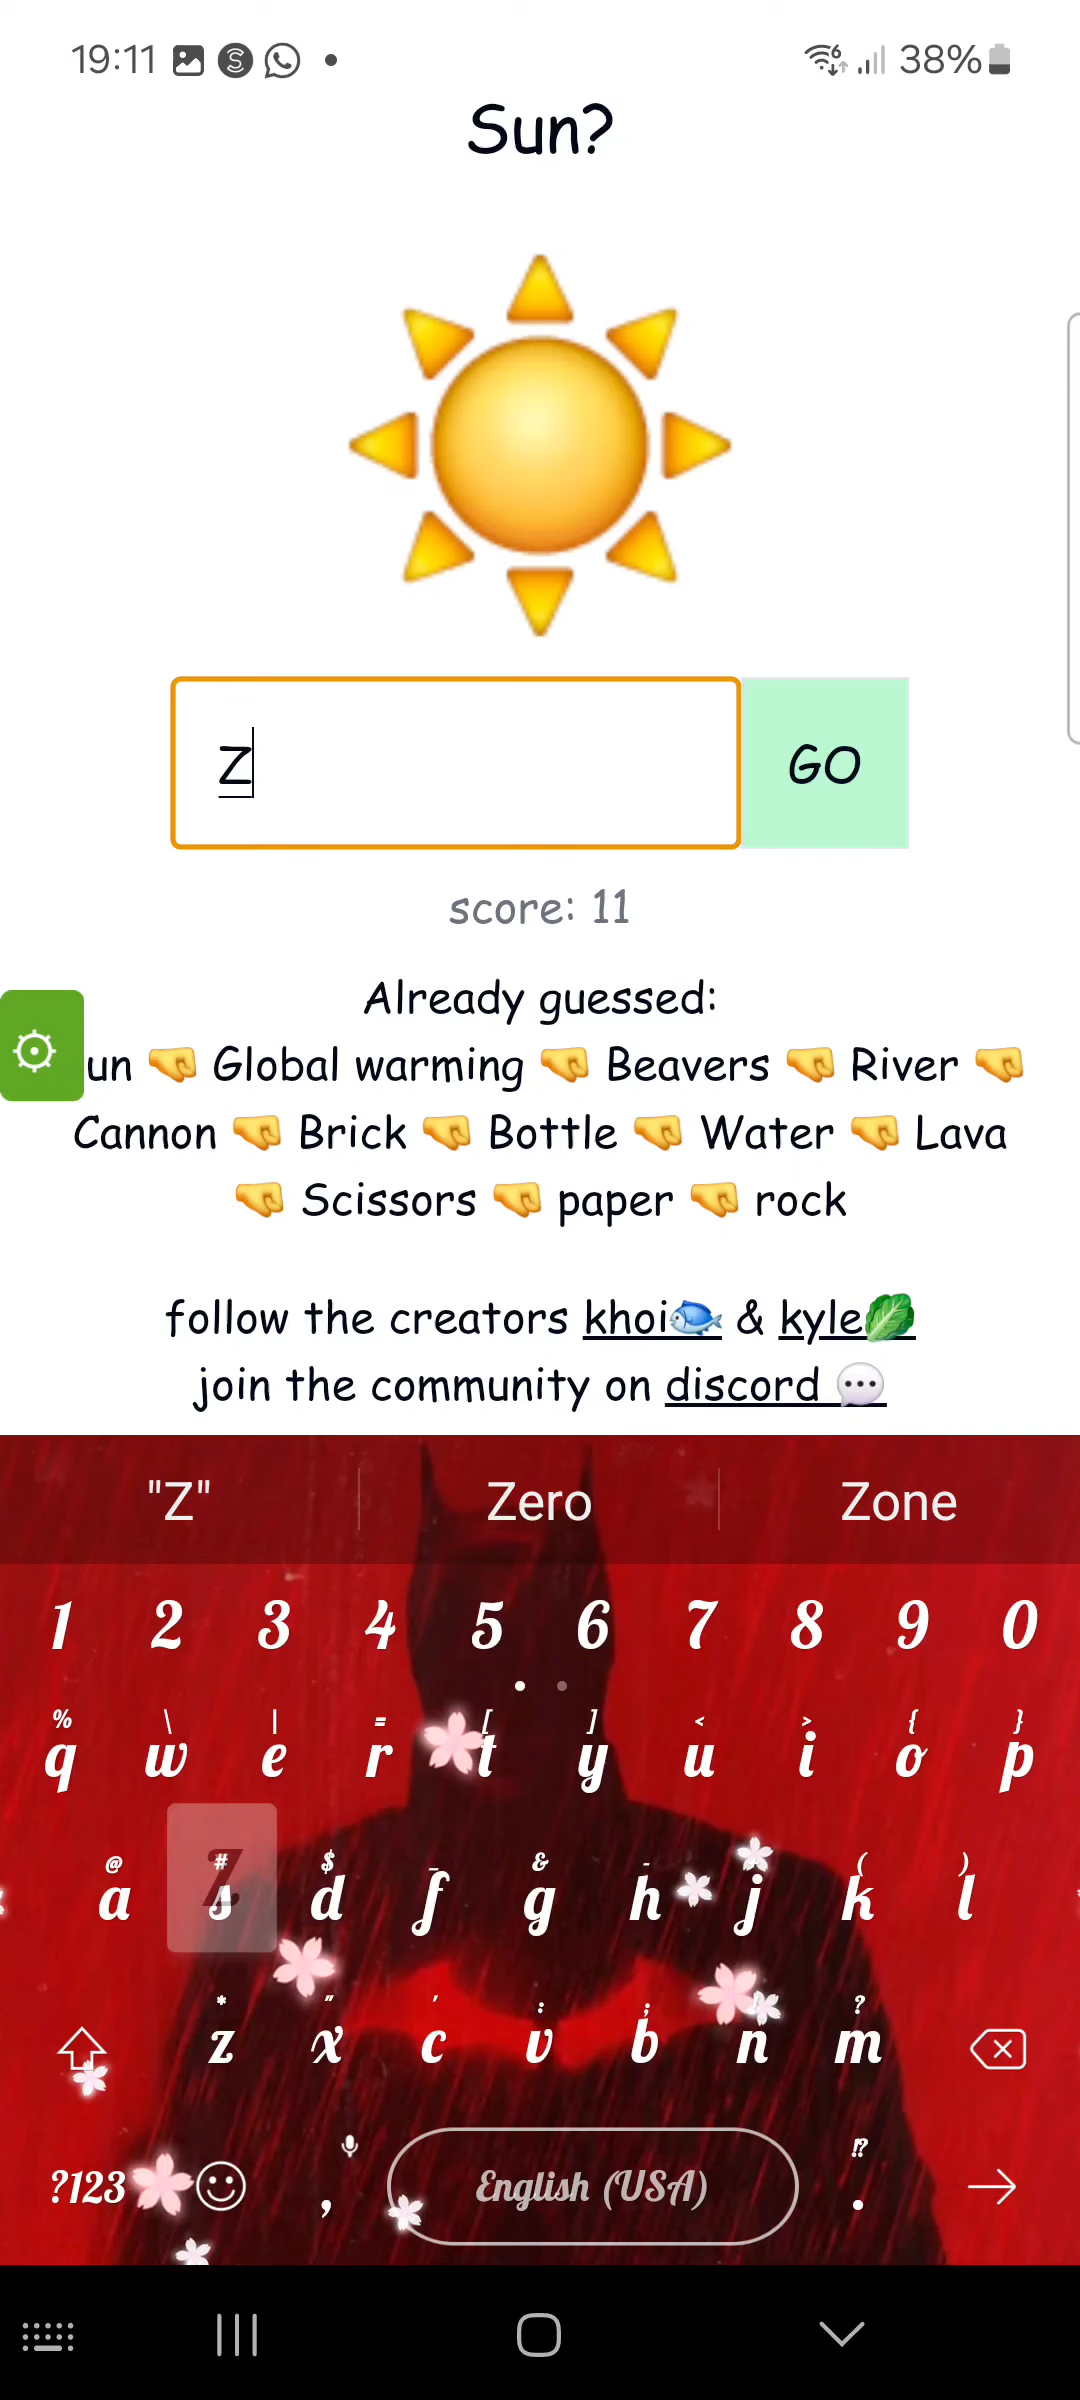 19:11 38%
Sun?
Z GO
score: 11
Already guessed:
un 🤜 Global warming 🤜 Beavers 🤜 River 🤜
Cannon 🤜 Brick 🤜 Bottle 🤜 Water 🤜 Lava
🤜 Scissors 🤜 paper 🤜 rock
follow the creators khoi🐟 & kyle🥬
join the community on discord 💬
"Z" Zero Zone
1 2 3 4 5 6 7 8 9 0
% \ | = [ ] < > { }
q w e r t y u i o p
@ # $ _ & - ( )
a s d f g h j k l
* " ' : ; ?
z x c v b n m
?123 , English (USA) !? .